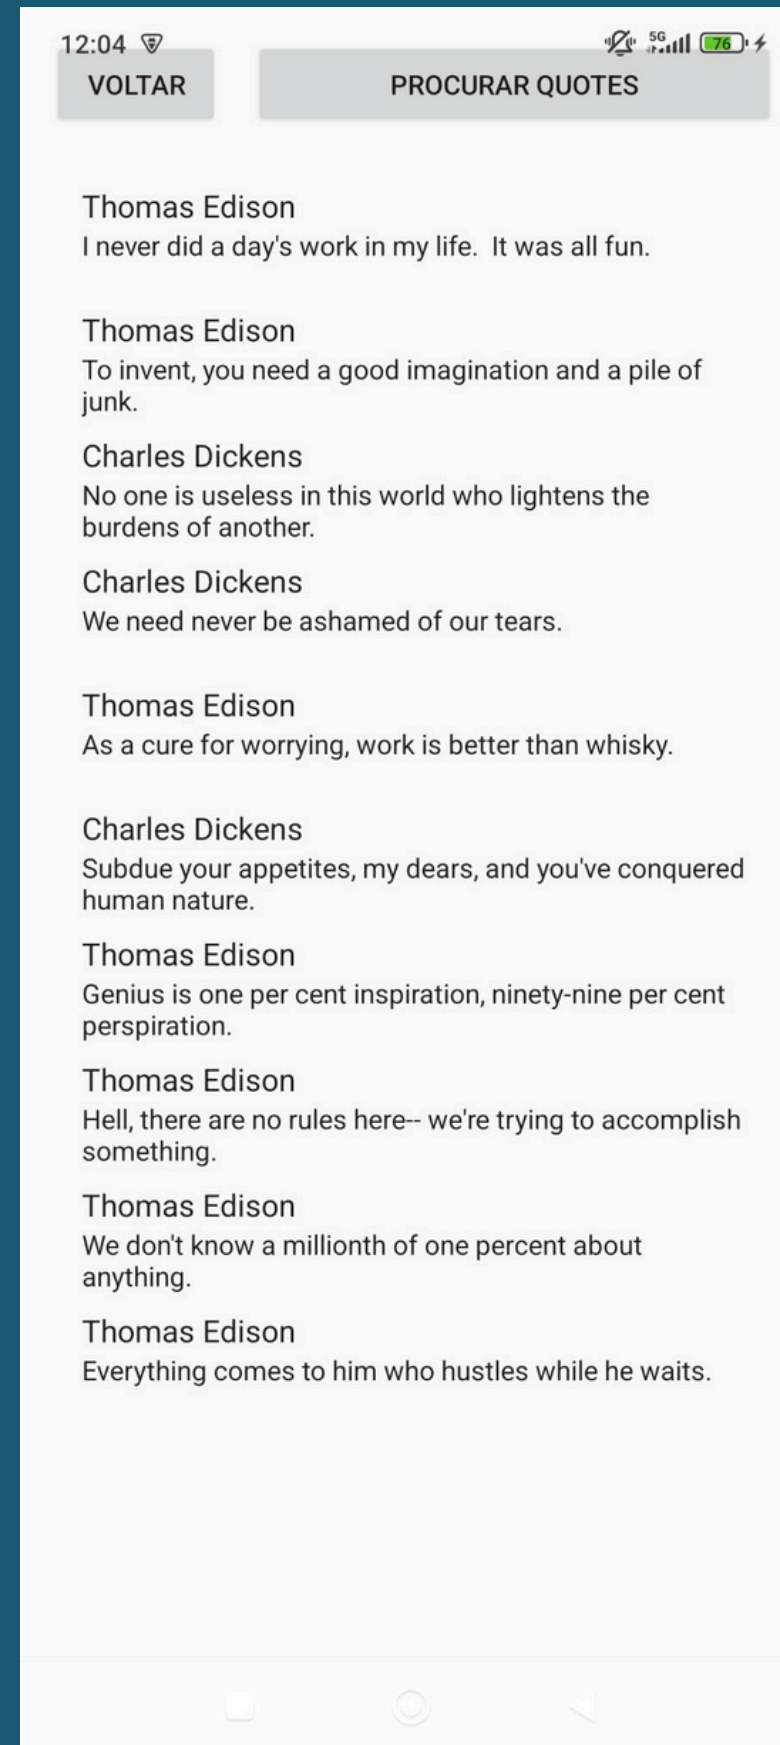 12:04 5G 76
VOLTAR PROCURAR QUOTES
Thomas Edison
I never did a day's work in my life.  It was all fun.
Thomas Edison
To invent, you need a good imagination and a pile of
junk.
Charles Dickens
No one is useless in this world who lightens the
burdens of another.
Charles Dickens
We need never be ashamed of our tears.
Thomas Edison
As a cure for worrying, work is better than whisky.
Charles Dickens
Subdue your appetites, my dears, and you've conquered
human nature.
Thomas Edison
Genius is one per cent inspiration, ninety-nine per cent
perspiration.
Thomas Edison
Hell, there are no rules here-- we're trying to accomplish
something.
Thomas Edison
We don't know a millionth of one percent about
anything.
Thomas Edison
Everything comes to him who hustles while he waits.